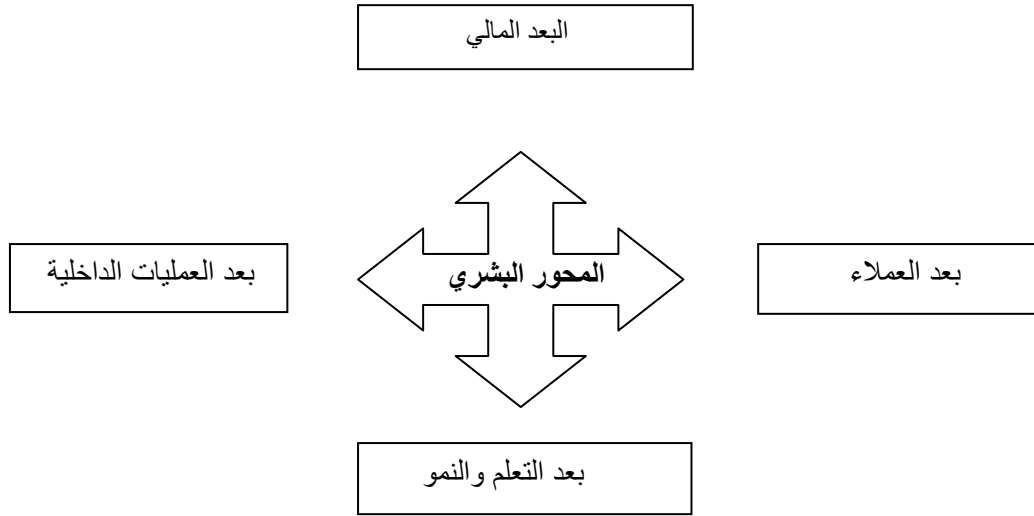 البعد المالي
بعد العملاء
المحور البشري
بعد العمليات الداخلية
بعد التعلم والنمو